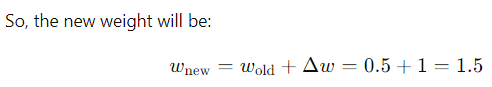 So, the new weight will be:
w_new = w_old + Δw = 0.5 + 1 = 1.5